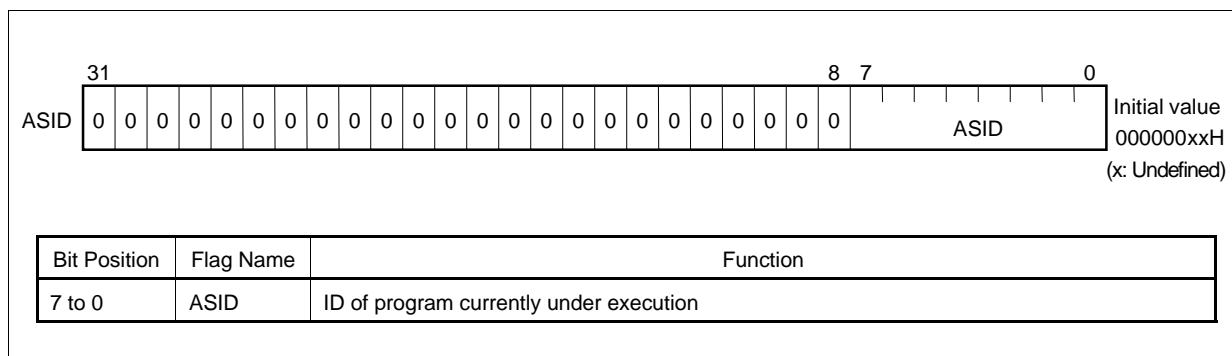 31 8 7 0
ASID 0 0 0 0 0 0 0 0 0 0 0 0 0 0 0 0 0 0 0 0 0 0 0 0 ASID Initial value
000000xxH
(x: Undefined)
Bit Position Flag Name Function
7 to 0 ASID ID of program currently under execution